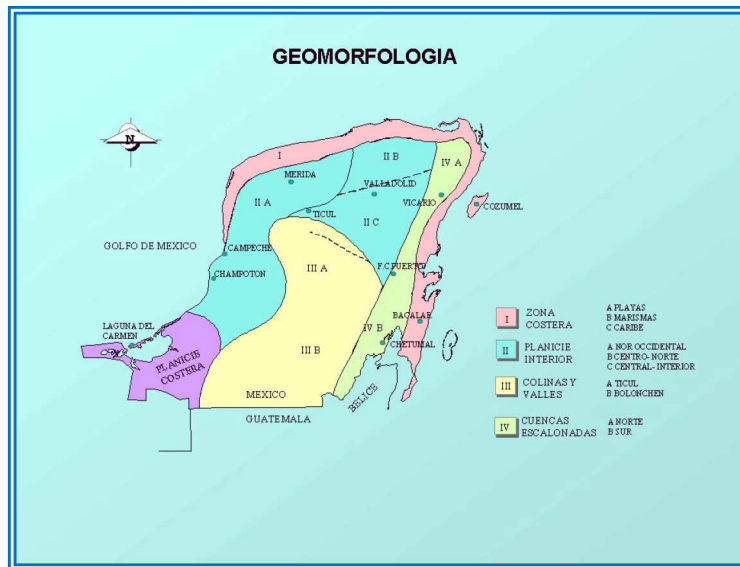 GEOMORFOLOGIA
N
I
II B
IV A
MERIDA
VALLADOLID
II A
VICARIO
COZUMEL
TICUL
II C
GOLFO DE MEXICO
CAMPECHE
III A
F.C.PUERTO
CHAMPOTON
LAGUNA DEL
CARMEN
BACALAR
IV B
PLANICIE
COSTERA
III B
CHETUMAL
MEXICO
BELICE
GUATEMALA
I ZONA
COSTERA
A PLAYAS
B MARISMAS
C CARIBE
II PLANICIE
INTERIOR
A NOR OCCIDENTAL
B CENTRO- NORTE
C CENTRAL- INTERIOR
III COLINAS Y
VALLES
A TICUL
B BOLONCHEN
IV CUENCAS
ESCALONADAS
A NORTE
B SUR